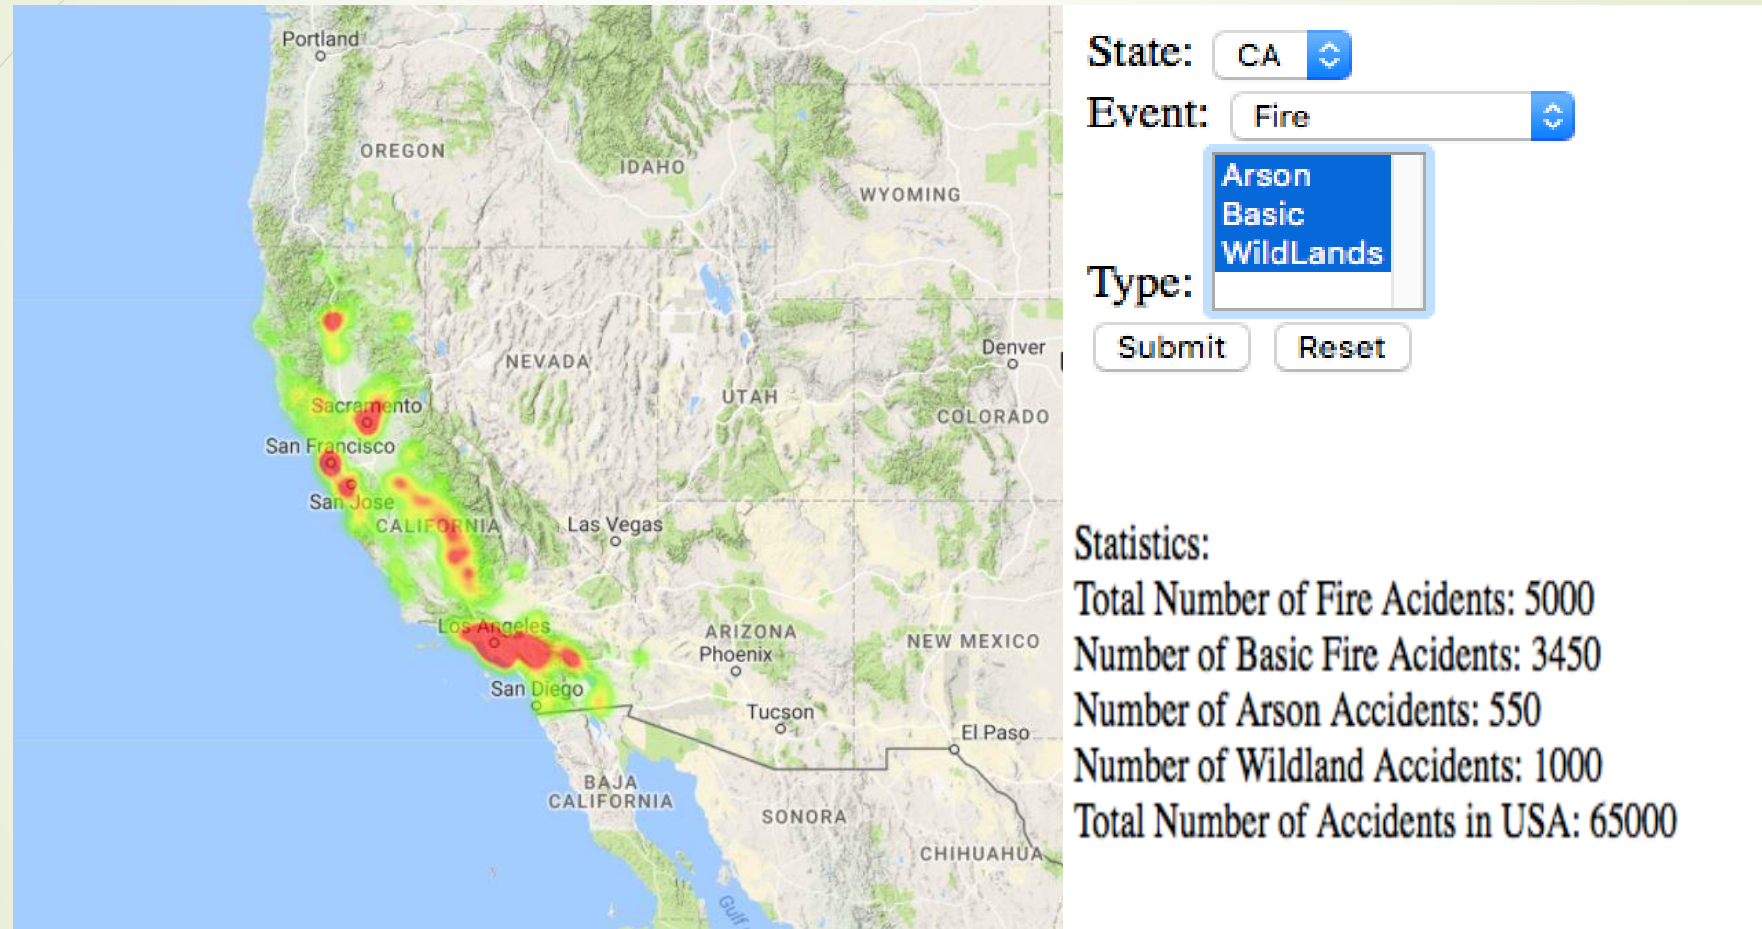 Portland
OREGON
IDAHO
WYOMING
NEVADA
Denver
UTAH
COLORADO
Sacramento
San Francisco
San Jose
CALIFORNIA
Las Vegas
Los Angeles
ARIZONA
NEW MEXICO
Phoenix
San Diego
Tucson
El Paso
BAJA
CALIFORNIA
SONORA
CHIHUAHUA
Gulf
State: CA
Event: Fire
Arson
Basic
WildLands
Type:
Submit Reset
Statistics:
Total Number of Fire Acidents: 5000
Number of Basic Fire Acidents: 3450
Number of Arson Accidents: 550
Number of Wildland Accidents: 1000
Total Number of Accidents in USA: 65000